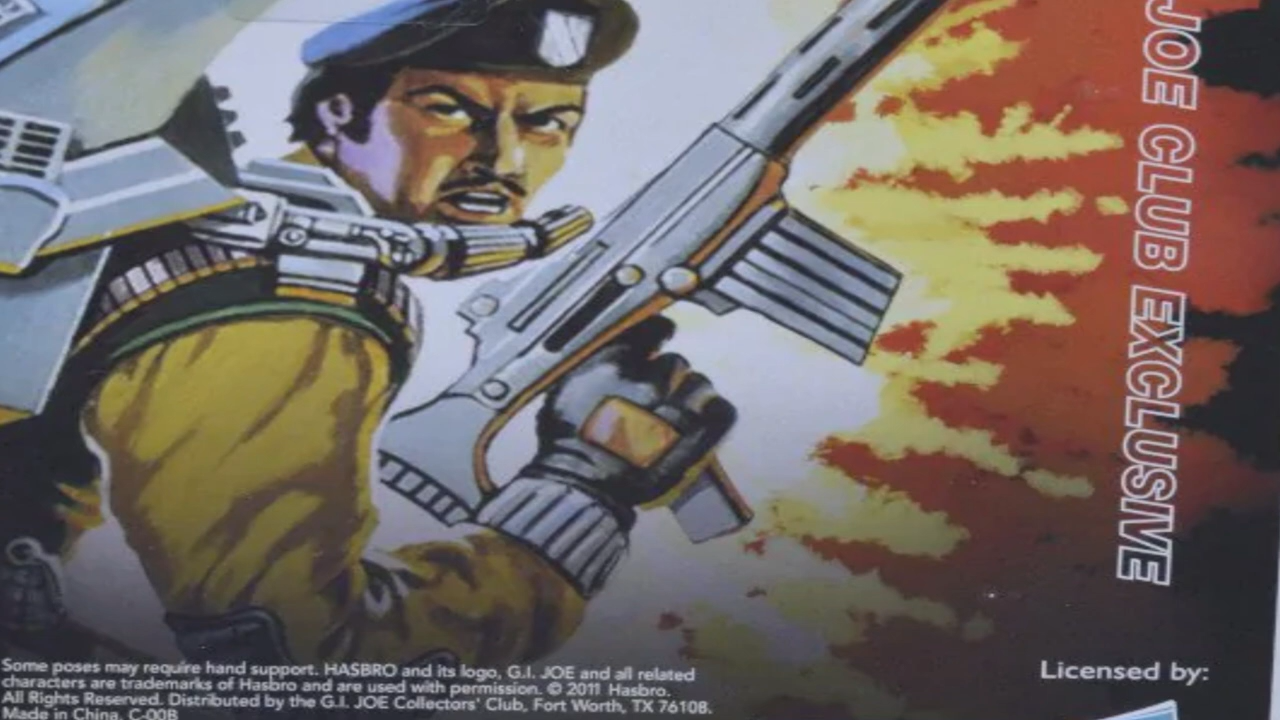 JOE CLUB EXCLUSIVE
Some poses may require hand support. HASBRO and its logo, G.I. JOE and all related
characters are trademarks of Hasbro and are used with permission. © 2011 Hasbro.
All Rights Reserved. Distributed by the G.I. JOE Collectors' Club, Fort Worth, TX 76108.
Made in China. C-008
Licensed by: